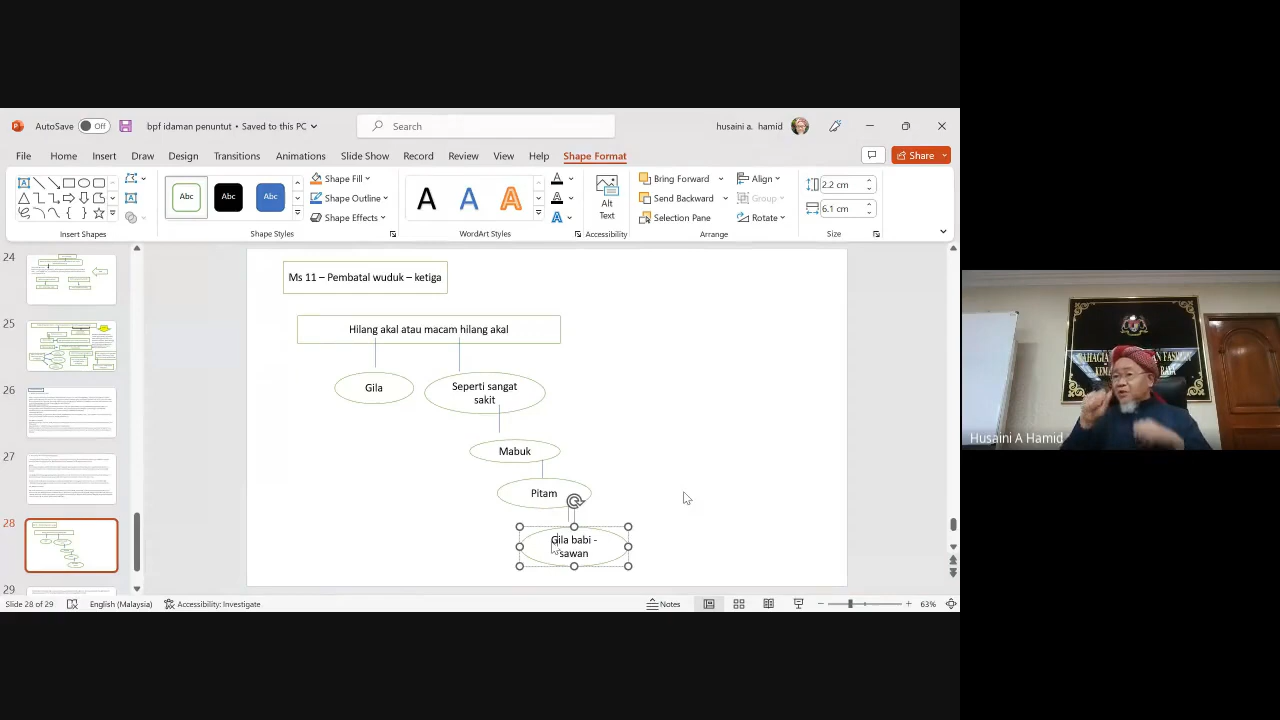 AutoSave Off bpf idaman penuntut • Saved to this PC Search husaini a. hamid
File Home Insert Draw Design Transitions Animations Slide Show Record Review View Help Shape Format Share
Abc Abc Abc
Shape Fill
Shape Outline
Shape Effects
A A A
A
A
A
Alt
Text
Bring Forward
Send Backward
Selection Pane
Align
Group
Rotate
2.2 cm
6.1 cm
Insert Shapes Shape Styles WordArt Styles Accessibility Arrange Size
24
25
26
27
28
29
Ms 11 – Pembatal wuduk – ketiga
Hilang akal atau macam hilang akal
Gila
Seperti sangat
sakit
Mabuk
Pitam
Gila babi -
sawan
Husaini A Hamid
Slide 28 of 29 English (Malaysia) Accessibility: Investigate Notes 63%